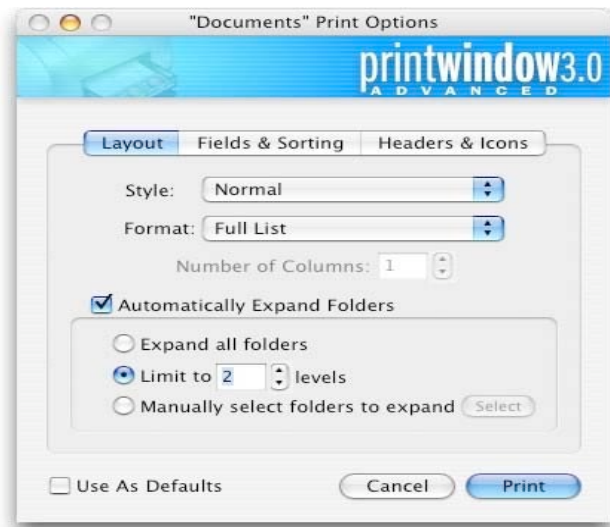 "Documents" Print Options
printwindow3.0
ADVANCED
Layout Fields & Sorting Headers & Icons
Style: Normal
Format: Full List
Number of Columns: 1
Automatically Expand Folders
Expand all folders
Limit to 2 levels
Manually select folders to expand Select
Use As Defaults Cancel Print